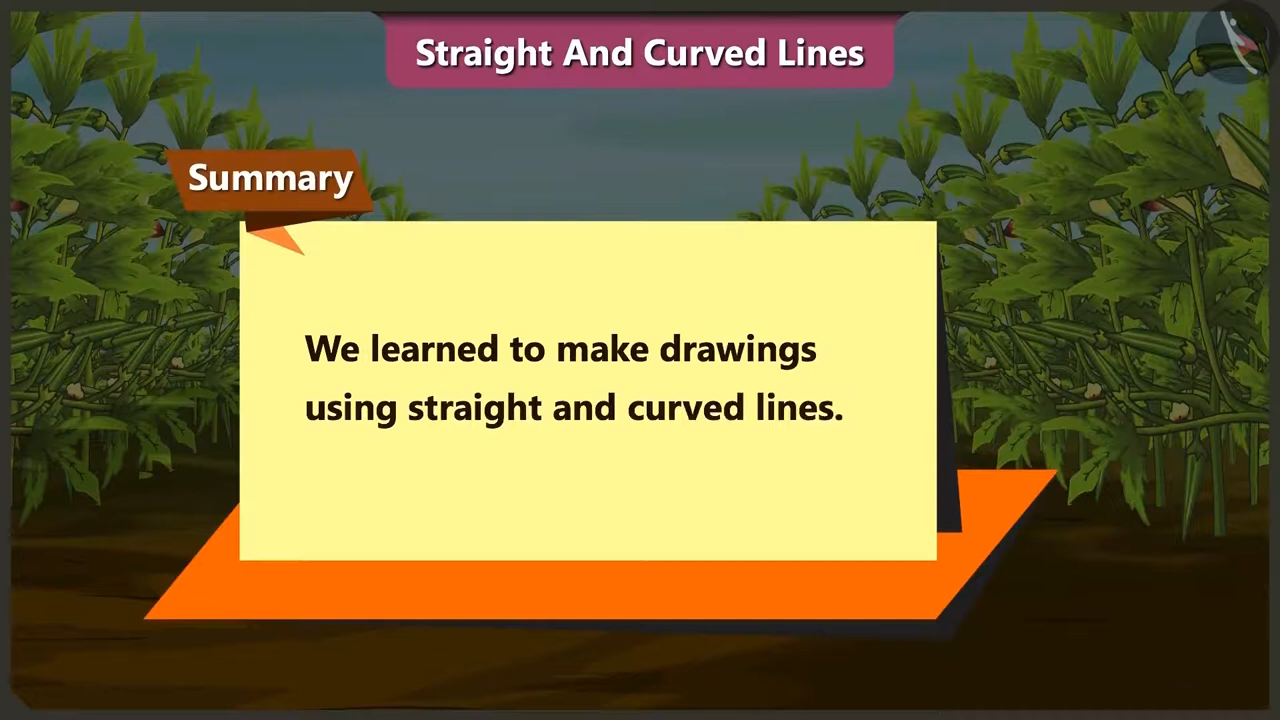 Straight And Curved Lines
Summary
We learned to make drawings
using straight and curved lines.